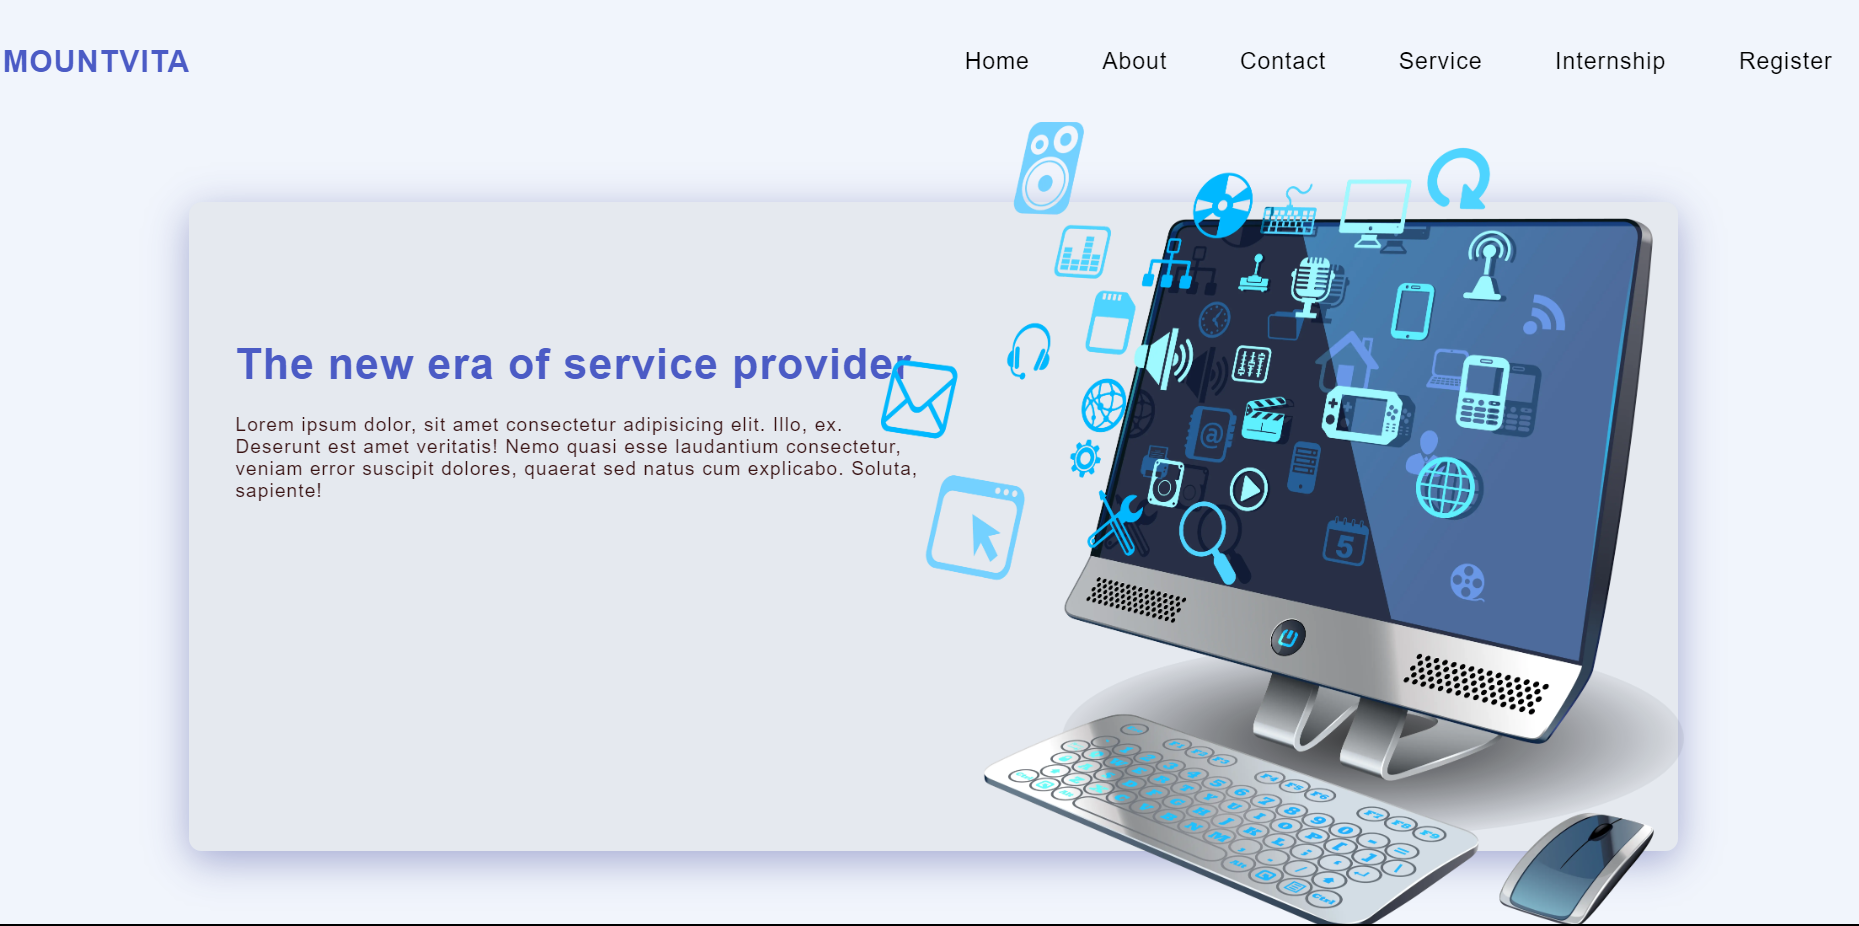 MOUNTVITA
Home About Contact Service Internship Register
The new era of service provider
Lorem ipsum dolor, sit amet consectetur adipisicing elit. Illo, ex.
Deserunt est amet veritatis! Nemo quasi esse laudantium consectetur,
veniam error suscipit dolores, quaerat sed natus cum explicabo. Soluta,
sapiente!
@
5